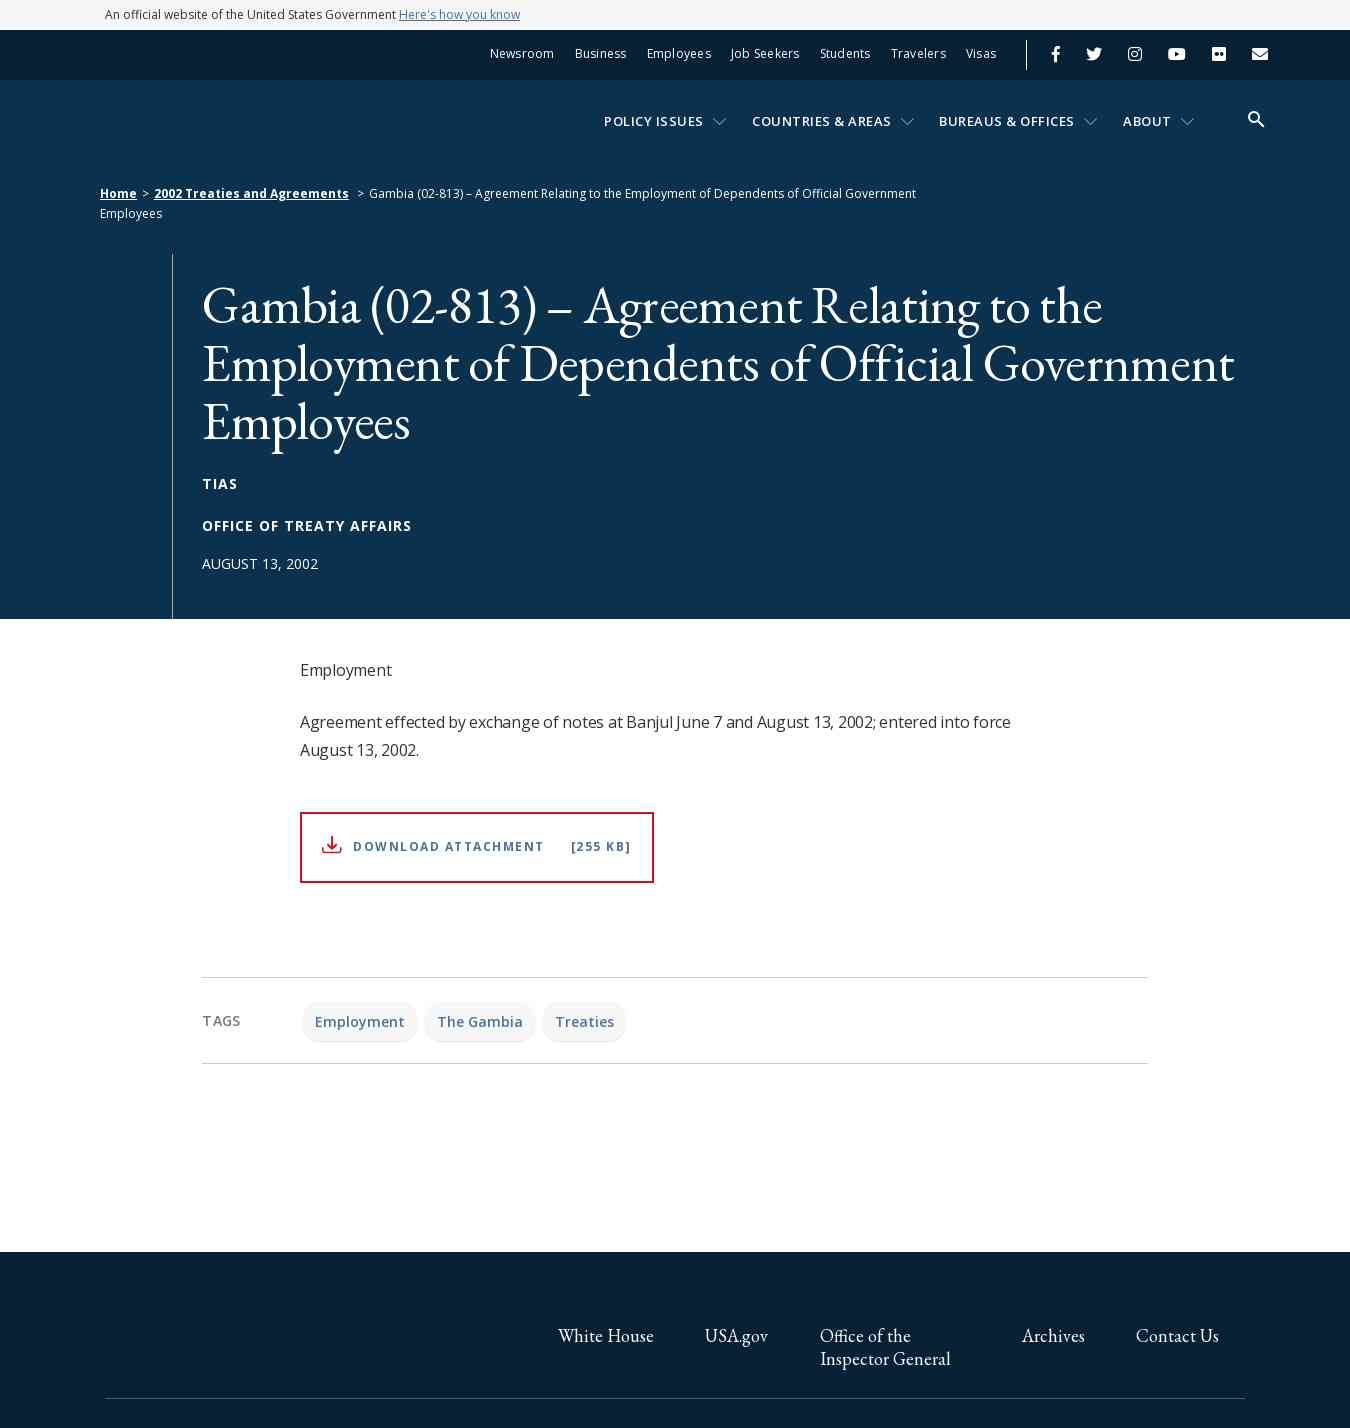 An official website of the United States Government Here's how you know
Newsroom Business Employees Job Seekers Students Travelers Visas
POLICY ISSUES COUNTRIES & AREAS BUREAUS & OFFICES ABOUT
Home > 2002 Treaties and Agreements > Gambia (02-813) – Agreement Relating to the Employment of Dependents of Official Government
Employees
Gambia (02-813) – Agreement Relating to the
Employment of Dependents of Official Government
Employees
TIAS
OFFICE OF TREATY AFFAIRS
AUGUST 13, 2002
Employment
Agreement effected by exchange of notes at Banjul June 7 and August 13, 2002; entered into force
August 13, 2002.
DOWNLOAD ATTACHMENT [255 KB]
TAGS Employment The Gambia Treaties
White House USA.gov Office of the Archives Contact Us
Inspector General